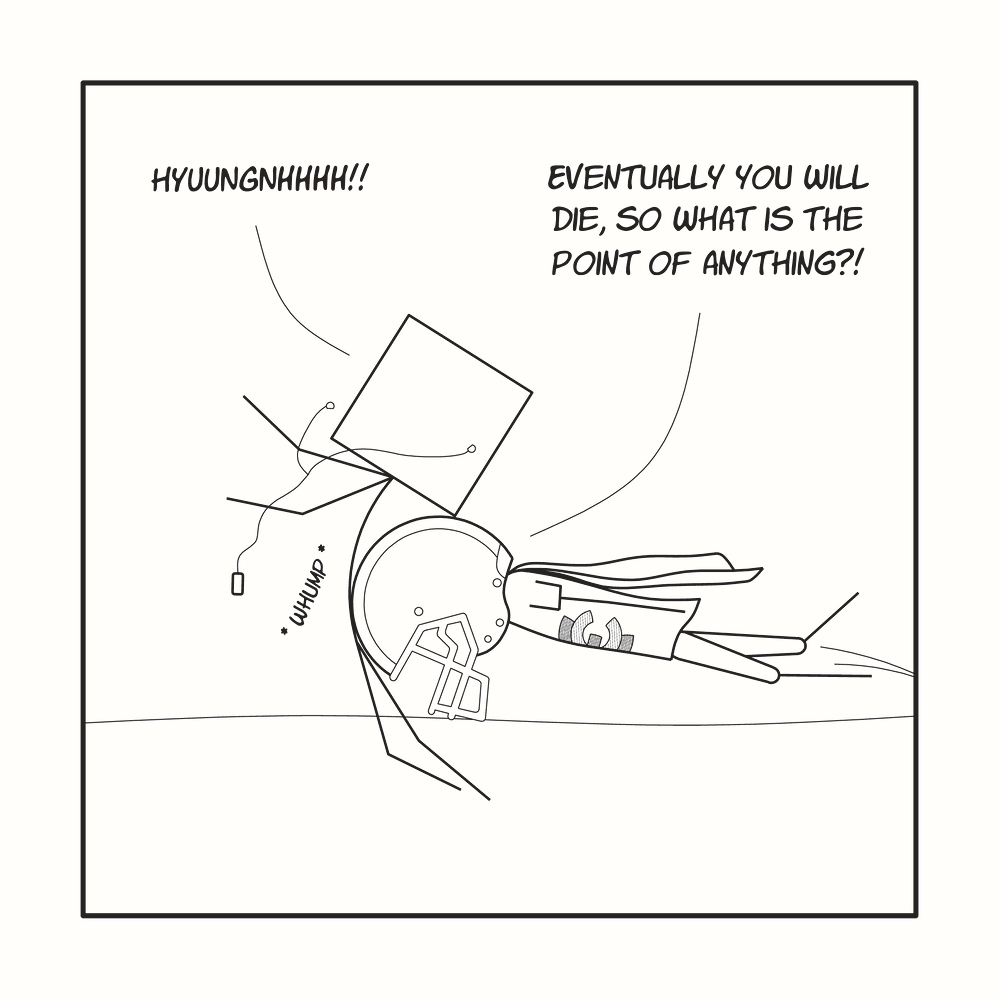 HYUUNGNHHHH!!
EVENTUALLY YOU WILL
DIE, SO WHAT IS THE
POINT OF ANYTHING?!
* WHUMP *